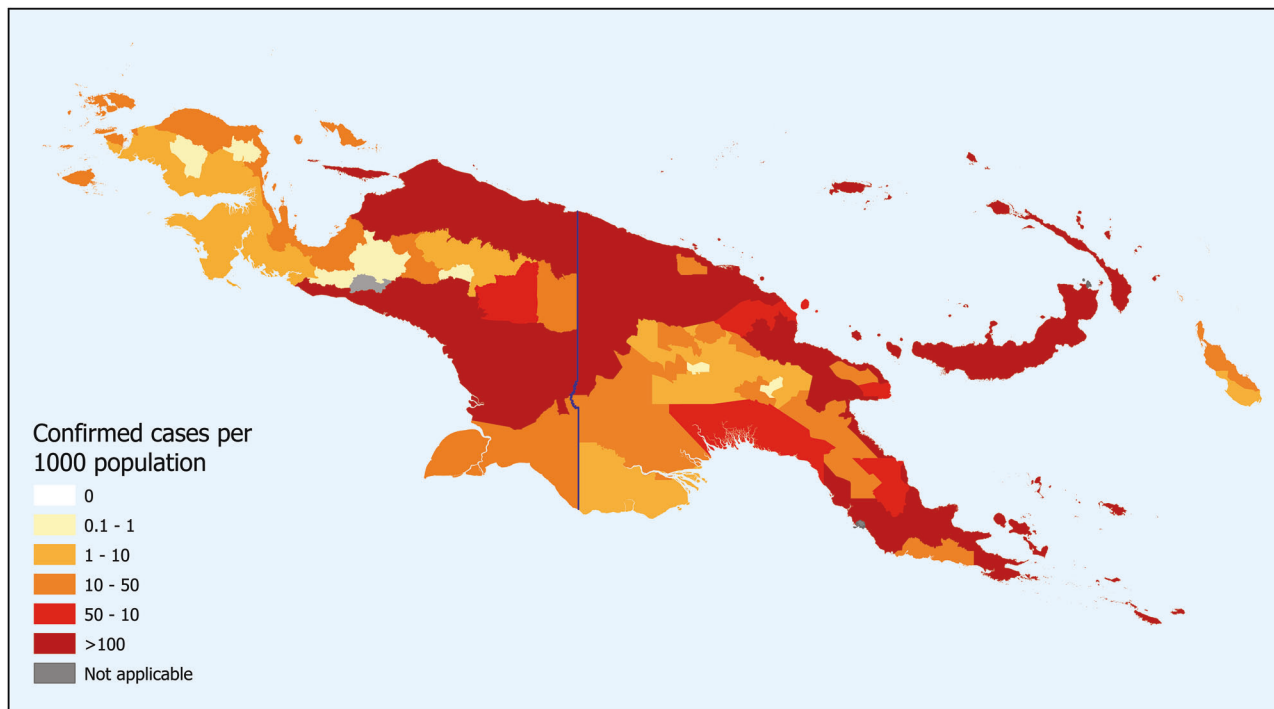 Confirmed cases per
1000 population
0
0.1 - 1
1 - 10
10 - 50
50 - 10
>100
Not applicable